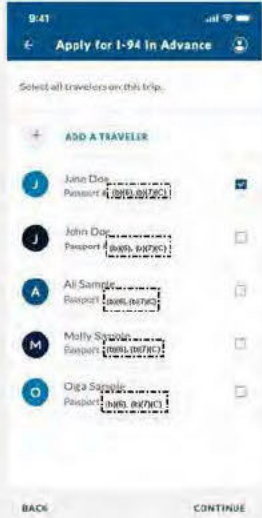 9:41
Apply for I-94 in Advance
Select all travelers on this trip.
+ ADD A TRAVELER
J Jane Doe
Passport # (b)(6), (b)(7)(C)
J John Doe
Passport # (b)(6), (b)(7)(C)
A Ali Sample
Passport (b)(6), (b)(7)(C)
M Molly Sample
Passport (b)(6), (b)(7)(C)
O Olga Sample
Passport (b)(6), (b)(7)(C)
BACK CONTINUE